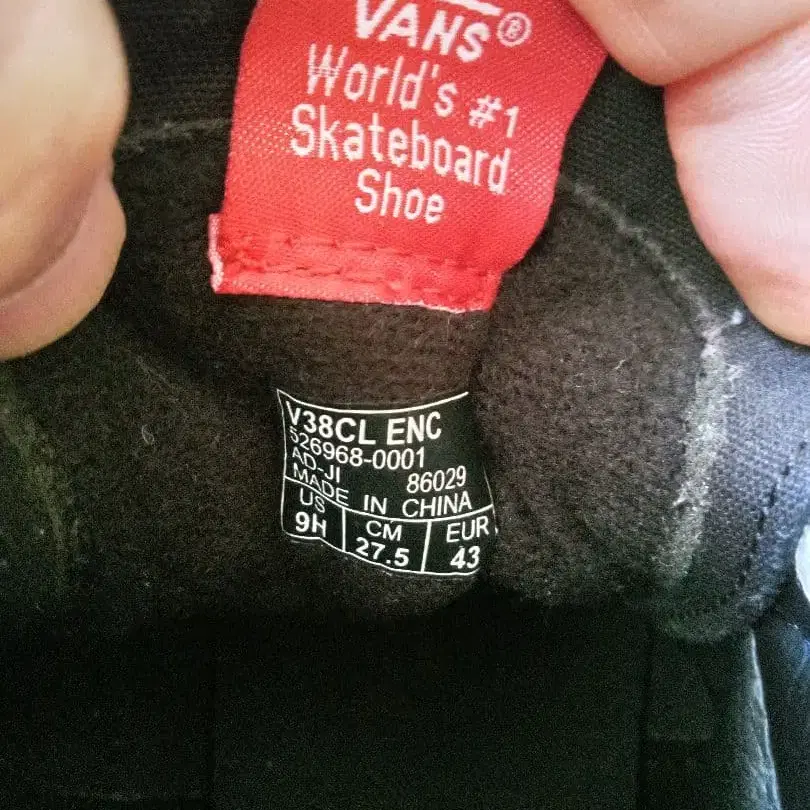 VANS®
World's #1
Skateboard
Shoe
V38CL ENC
526968-0001
AD-JI 86029
MADE IN CHINA
US CM EUR
9H 27.5 43